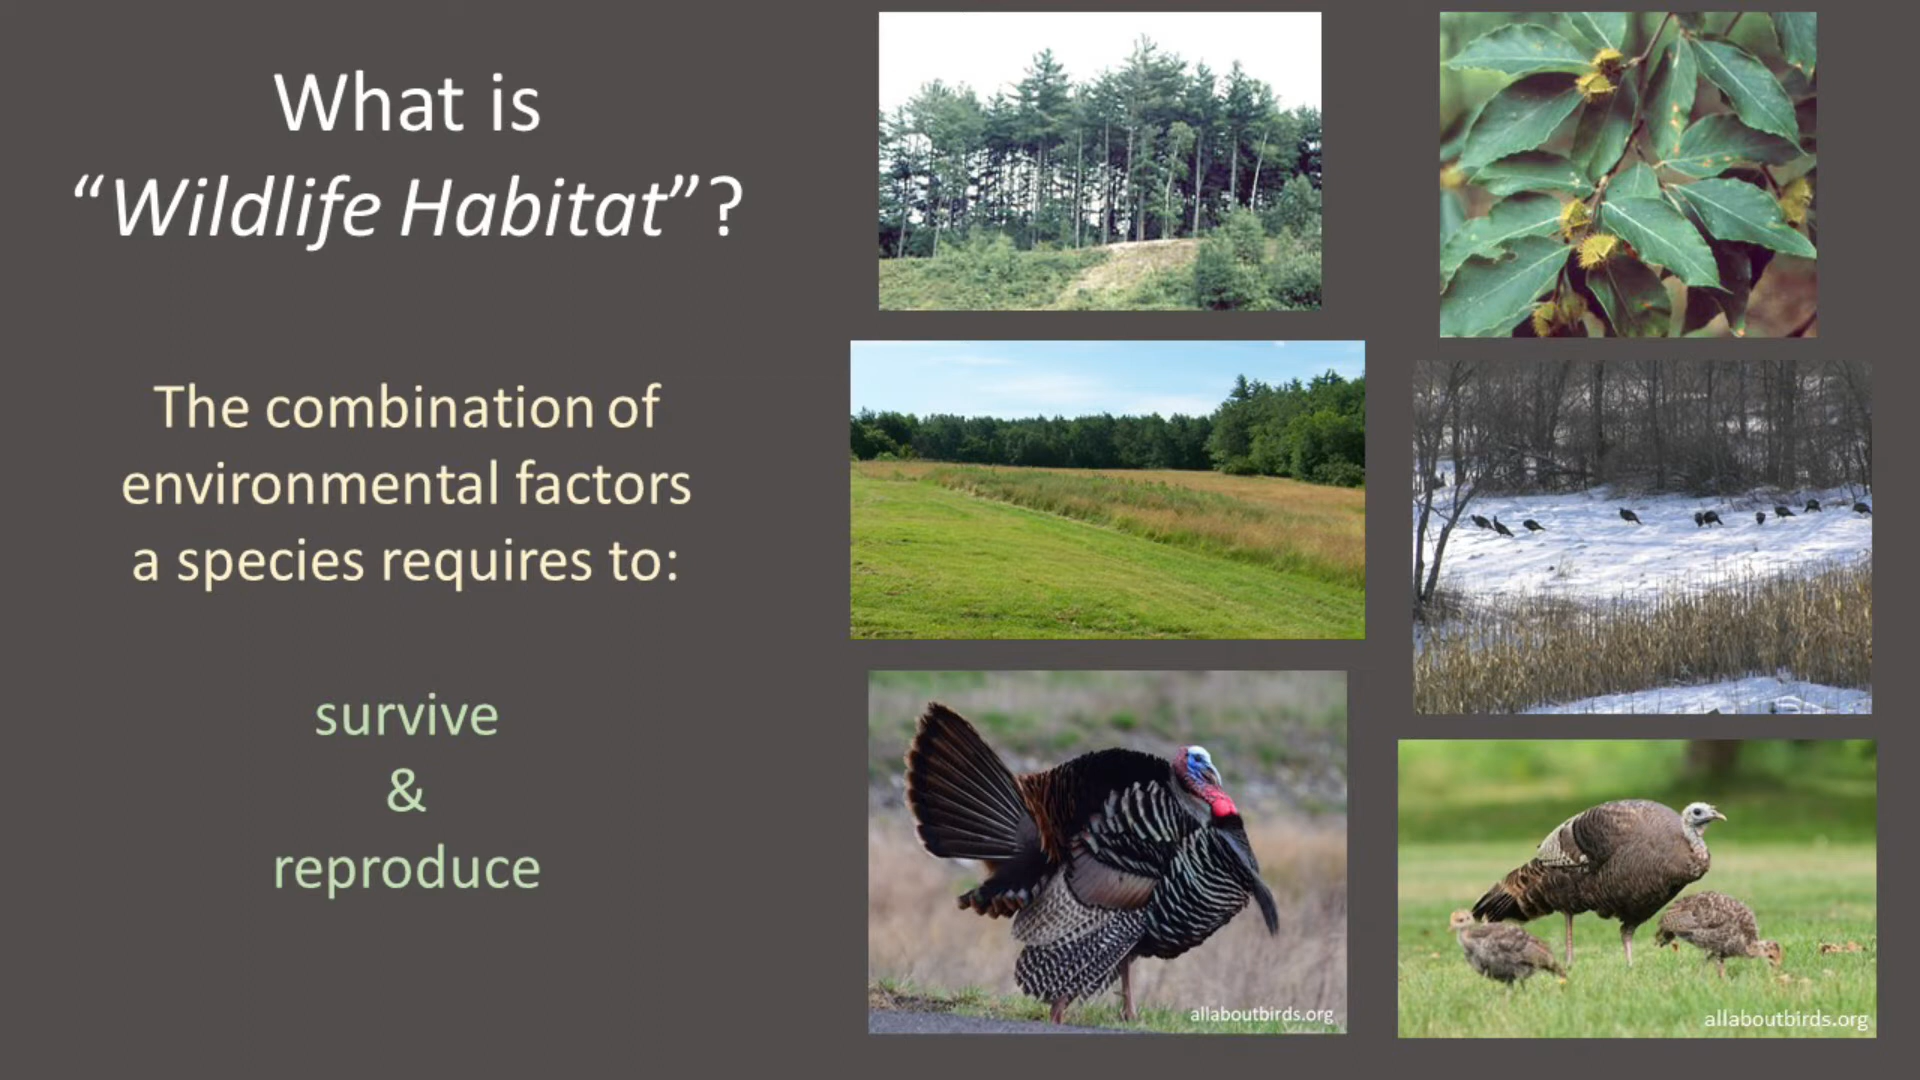 What is
“Wildlife Habitat”?
The combination of
environmental factors
a species requires to:
survive
&
reproduce
allaboutbirds.org
allaboutbirds.org